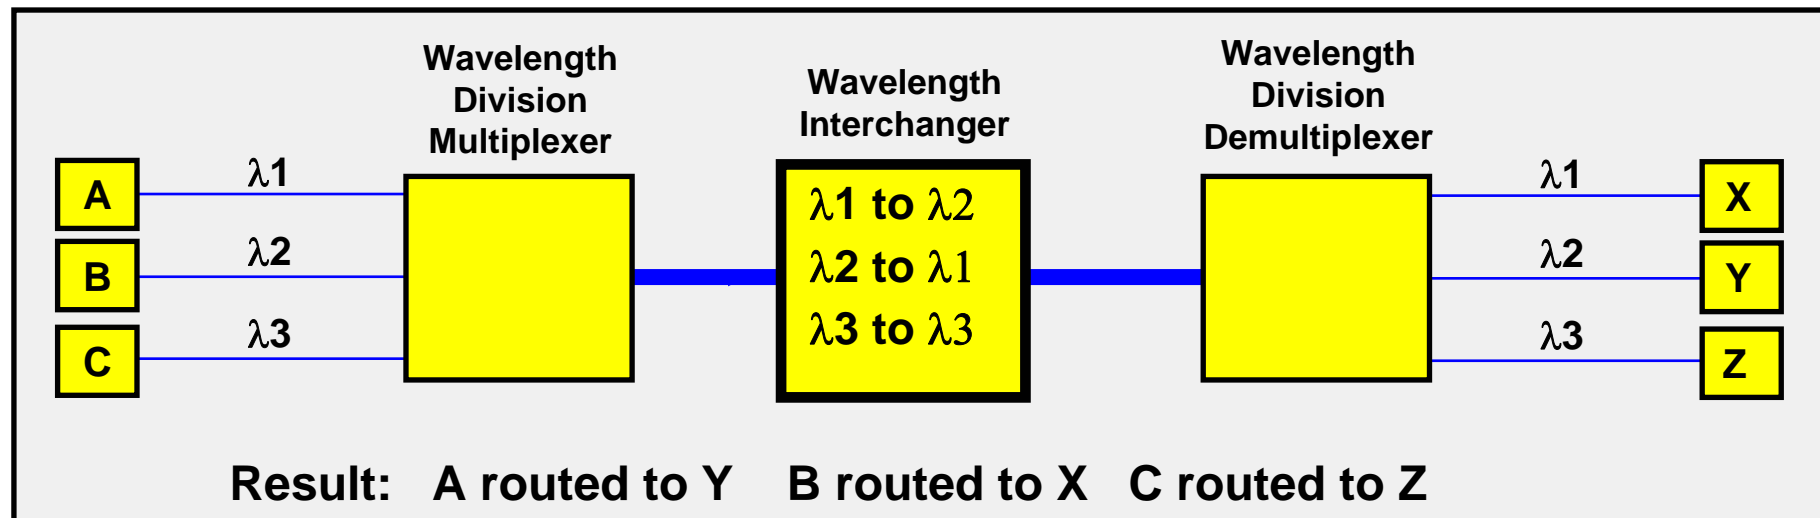 Wavelength
Division
Multiplexer
Wavelength
Interchanger
Wavelength
Division
Demultiplexer
A
λ1
B
λ2
C
λ3
λ1 to λ2
λ2 to λ1
λ3 to λ3
λ1
X
λ2
Y
λ3
Z
Result: A routed to Y B routed to X C routed to Z